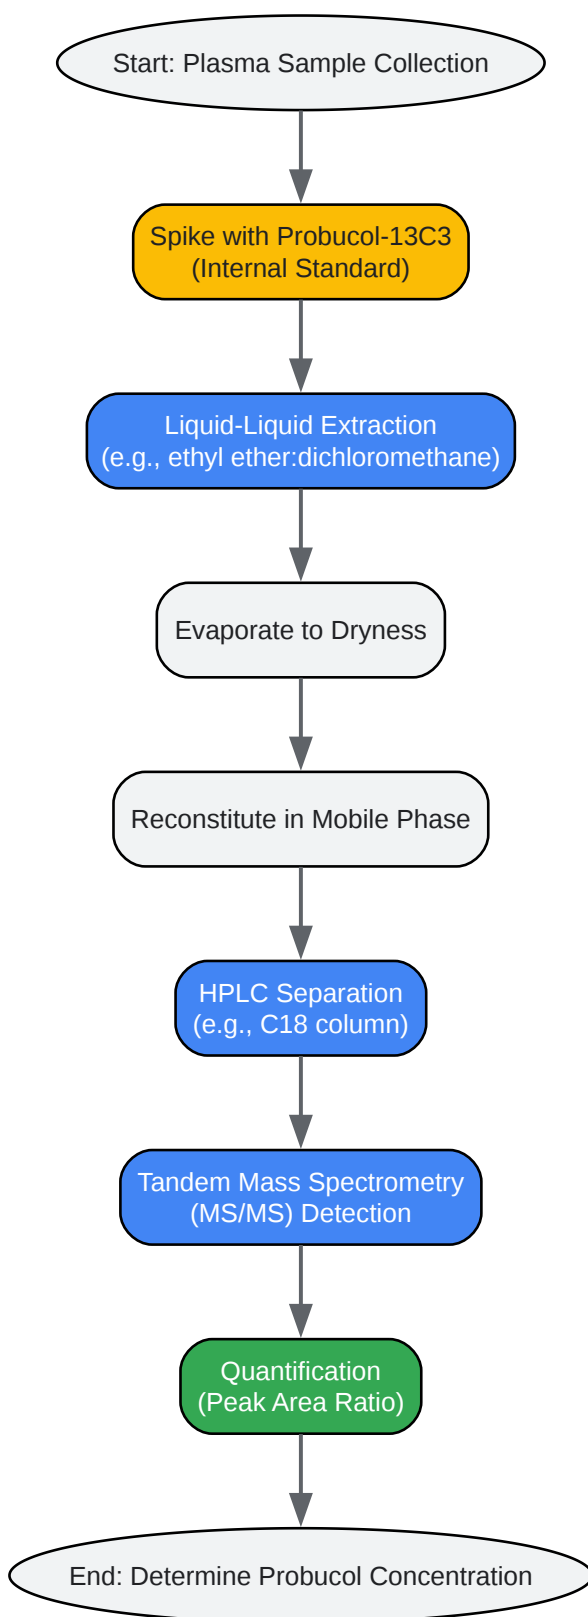 Start: Plasma Sample Collection
Spike with Probucol-13C3
(Internal Standard)
Liquid-Liquid Extraction
(e.g., ethyl ether:dichloromethane)
Evaporate to Dryness
Reconstitute in Mobile Phase
HPLC Separation
(e.g., C18 column)
Tandem Mass Spectrometry
(MS/MS) Detection
Quantification
(Peak Area Ratio)
End: Determine Probucol Concentration